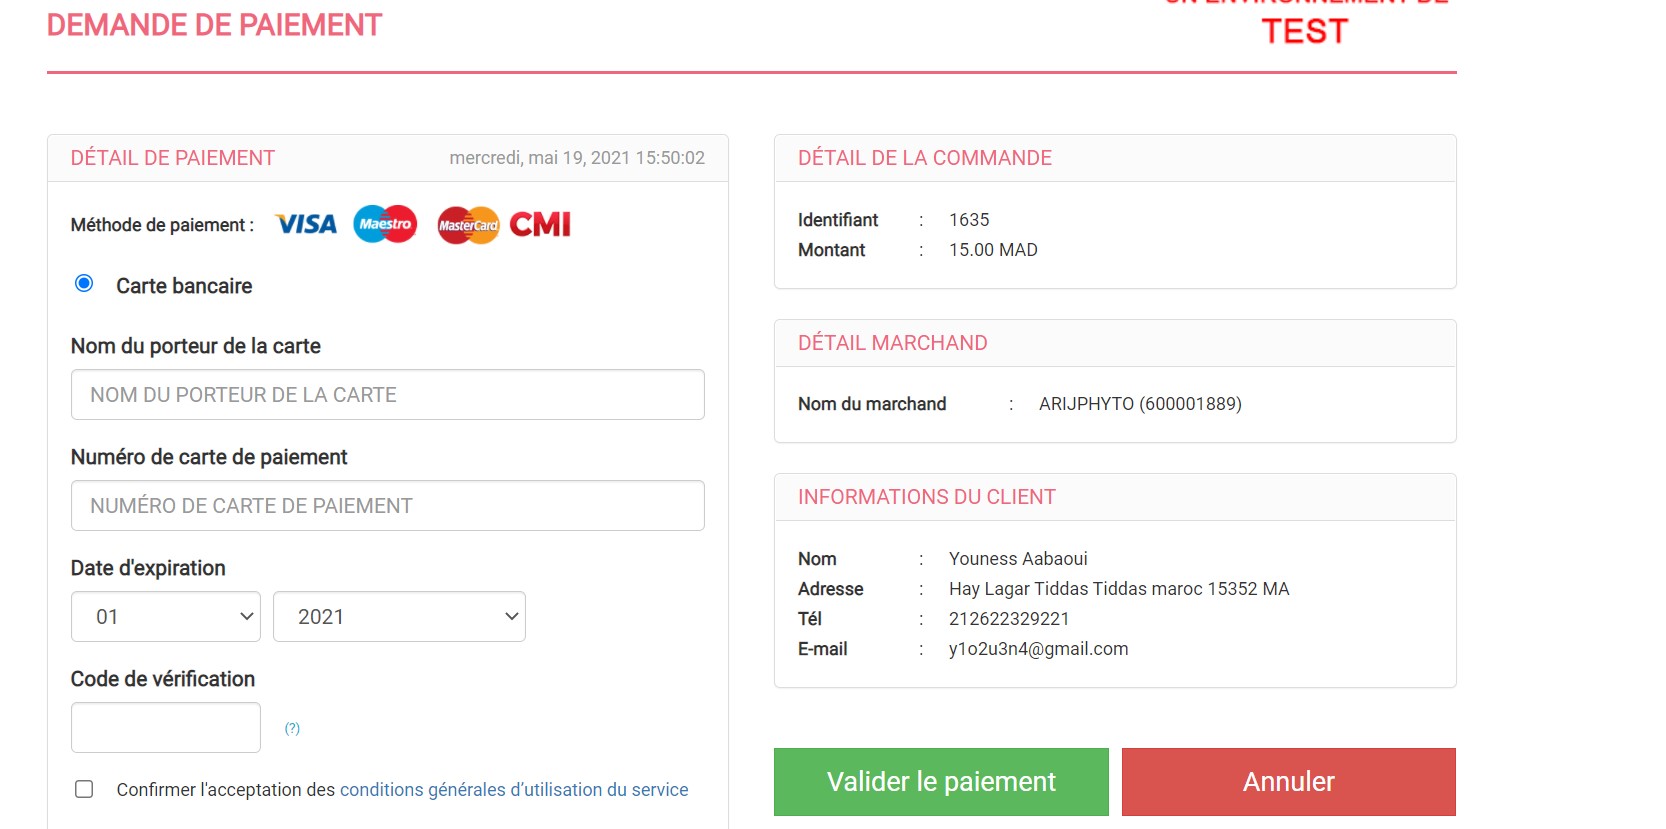 UN ENVIRONNEMENT DE
TEST
DEMANDE DE PAIEMENT
DÉTAIL DE PAIEMENT
mercredi, mai 19, 2021 15:50:02
Méthode de paiement : VISA Maestro MasterCard CMI
Carte bancaire
Nom du porteur de la carte
NOM DU PORTEUR DE LA CARTE
Numéro de carte de paiement
NUMÉRO DE CARTE DE PAIEMENT
Date d'expiration
01 2021
Code de vérification
(?)
Confirmer l'acceptation des conditions générales d’utilisation du service
DÉTAIL DE LA COMMANDE
Identifiant : 1635
Montant : 15.00 MAD
DÉTAIL MARCHAND
Nom du marchand : ARIJPHYTO (600001889)
INFORMATIONS DU CLIENT
Nom : Youness Aabaoui
Adresse : Hay Lagar Tiddas Tiddas maroc 15352 MA
Tél : 212622329221
E-mail : y1o2u3n4@gmail.com
Valider le paiement
Annuler